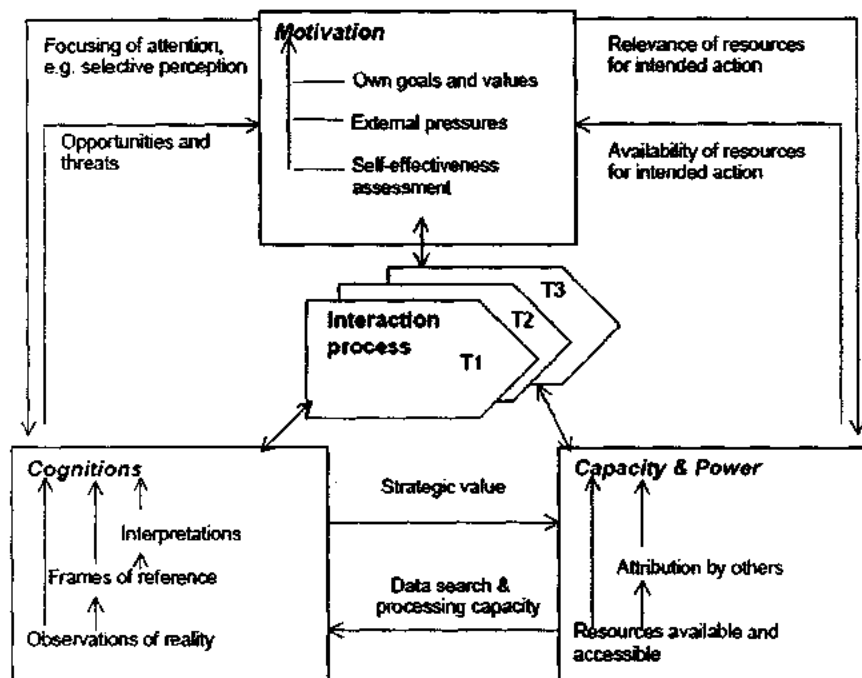 Focusing of attention,
e.g. selective perception
Motivation
Own goals and values
External pressures
Self-effectiveness
assessment
Relevance of resources
for intended action
Opportunities and
threats
Availability of resources
for intended action
Interaction
process
T1
T2
T3
Cognitions
Interpretations
Frames of reference
Observations of reality
Strategic value
Data search &
processing capacity
Capacity & Power
Attribution by others
Resources available and
accessible